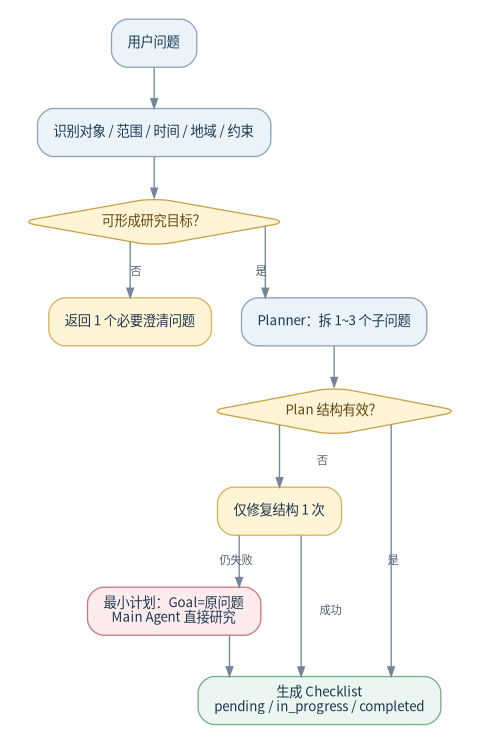 用户问题
识别对象 / 范围 / 时间 / 地域 / 约束
可形成研究目标？
否
是
返回 1 个必要澄清问题
Planner：拆 1~3 个子问题
Plan 结构有效？
否
仅修复结构 1 次
仍失败
是
最小计划：Goal=原问题
Main Agent 直接研究
成功
生成 Checklist
pending / in_progress / completed